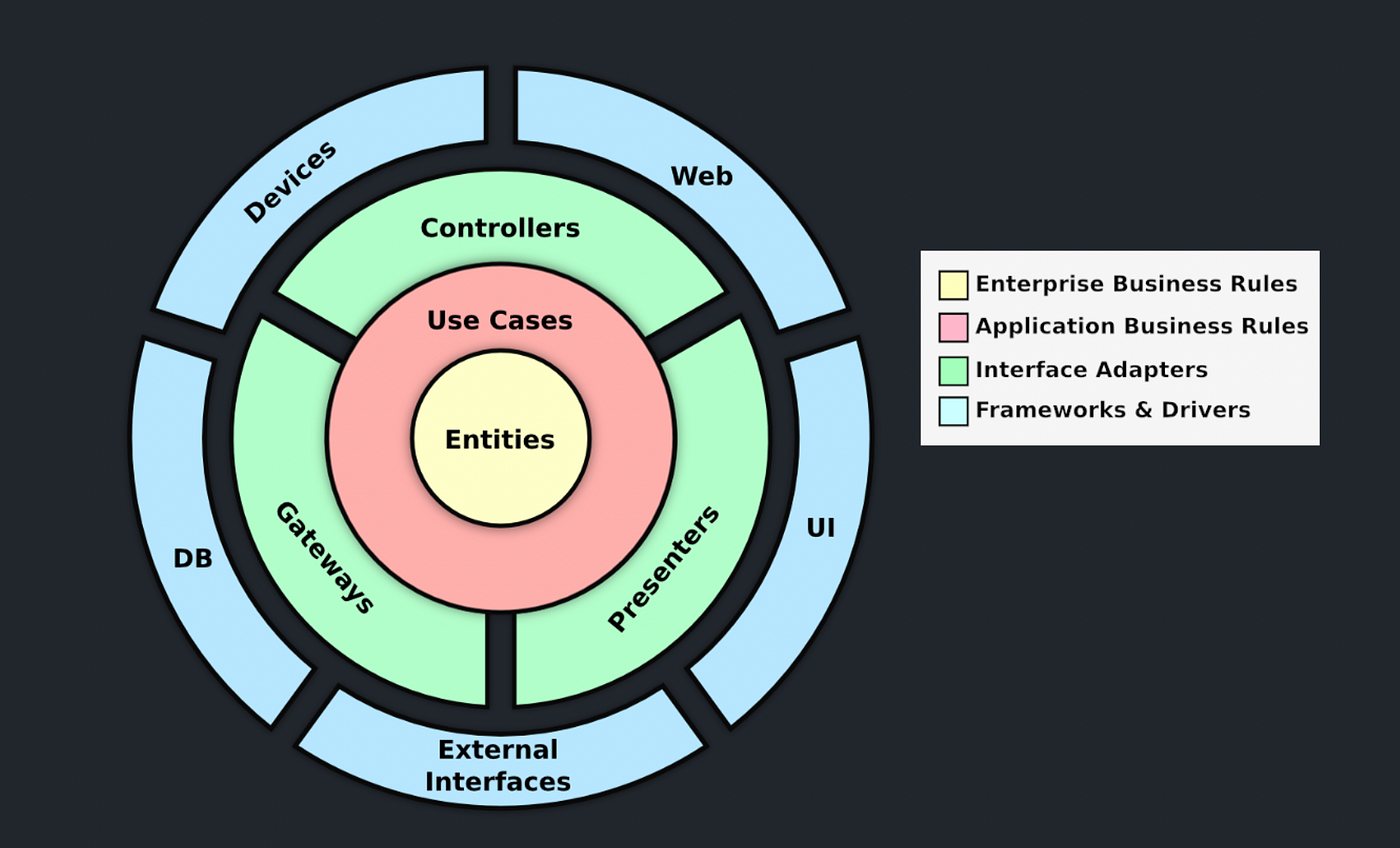 Devices
Web
Controllers
Use Cases
Entities
Gateways
Presenters
DB
UI
External
Interfaces
Enterprise Business Rules
Application Business Rules
Interface Adapters
Frameworks & Drivers